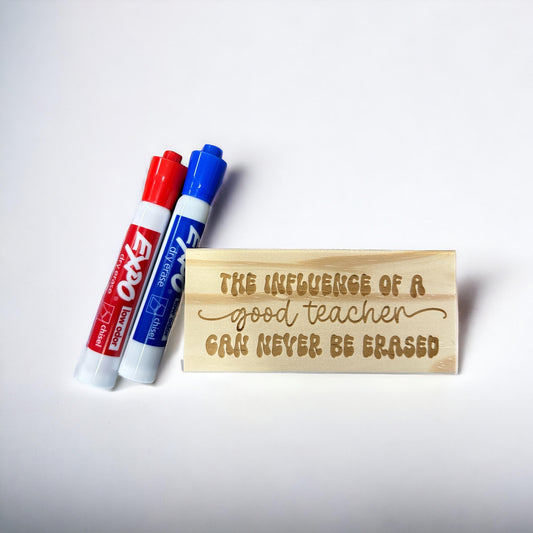 EXPO
dry erase
low odor
chisel
EXPO
dry erase
chisel
THE INFLUENCE OF A
good teacher
CAN NEVER BE ERASED